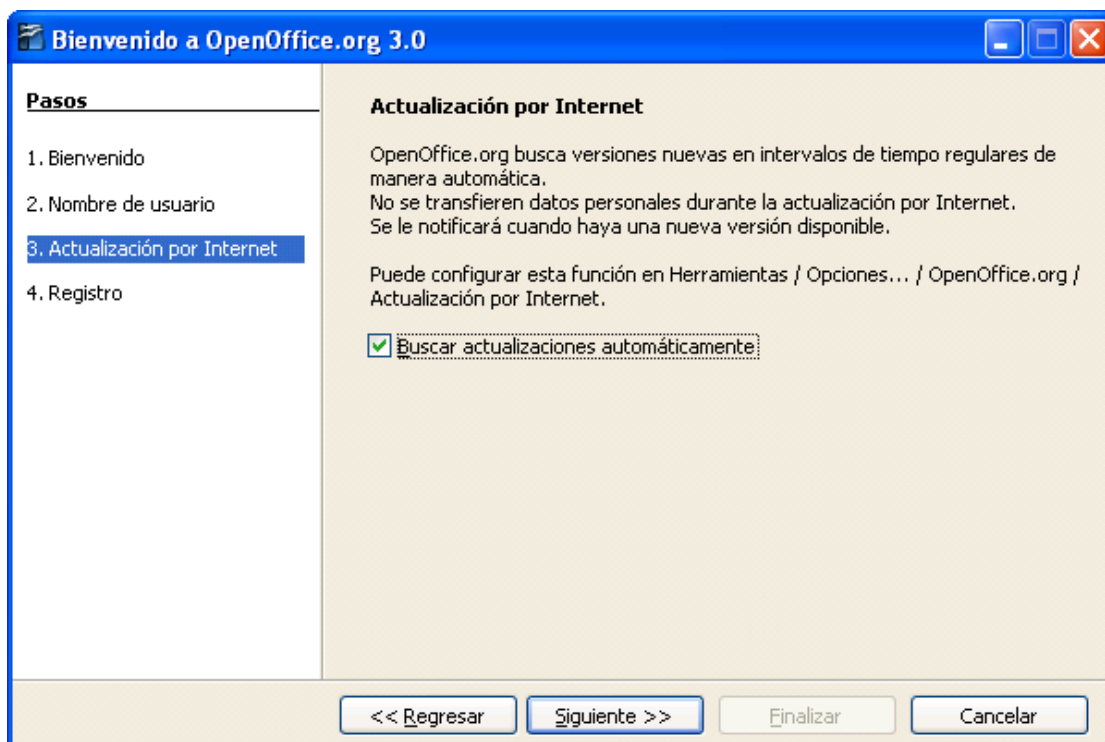 Bienvenido a OpenOffice.org 3.0
Pasos
1. Bienvenido
2. Nombre de usuario
3. Actualización por Internet
4. Registro
Actualización por Internet
OpenOffice.org busca versiones nuevas en intervalos de tiempo regulares de
manera automática.
No se transfieren datos personales durante la actualización por Internet.
Se le notificará cuando haya una nueva versión disponible.
Puede configurar esta función en Herramientas / Opciones... / OpenOffice.org /
Actualización por Internet.
Buscar actualizaciones automáticamente
<< Regresar
Siguiente >>
Finalizar
Cancelar